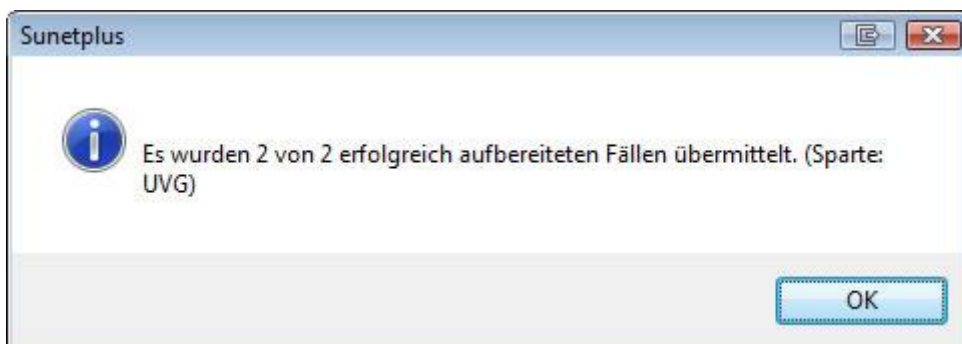 Sunetplus
Es wurden 2 von 2 erfolgreich aufbereiteten Fällen übermittelt. (Sparte:
UVG)
OK